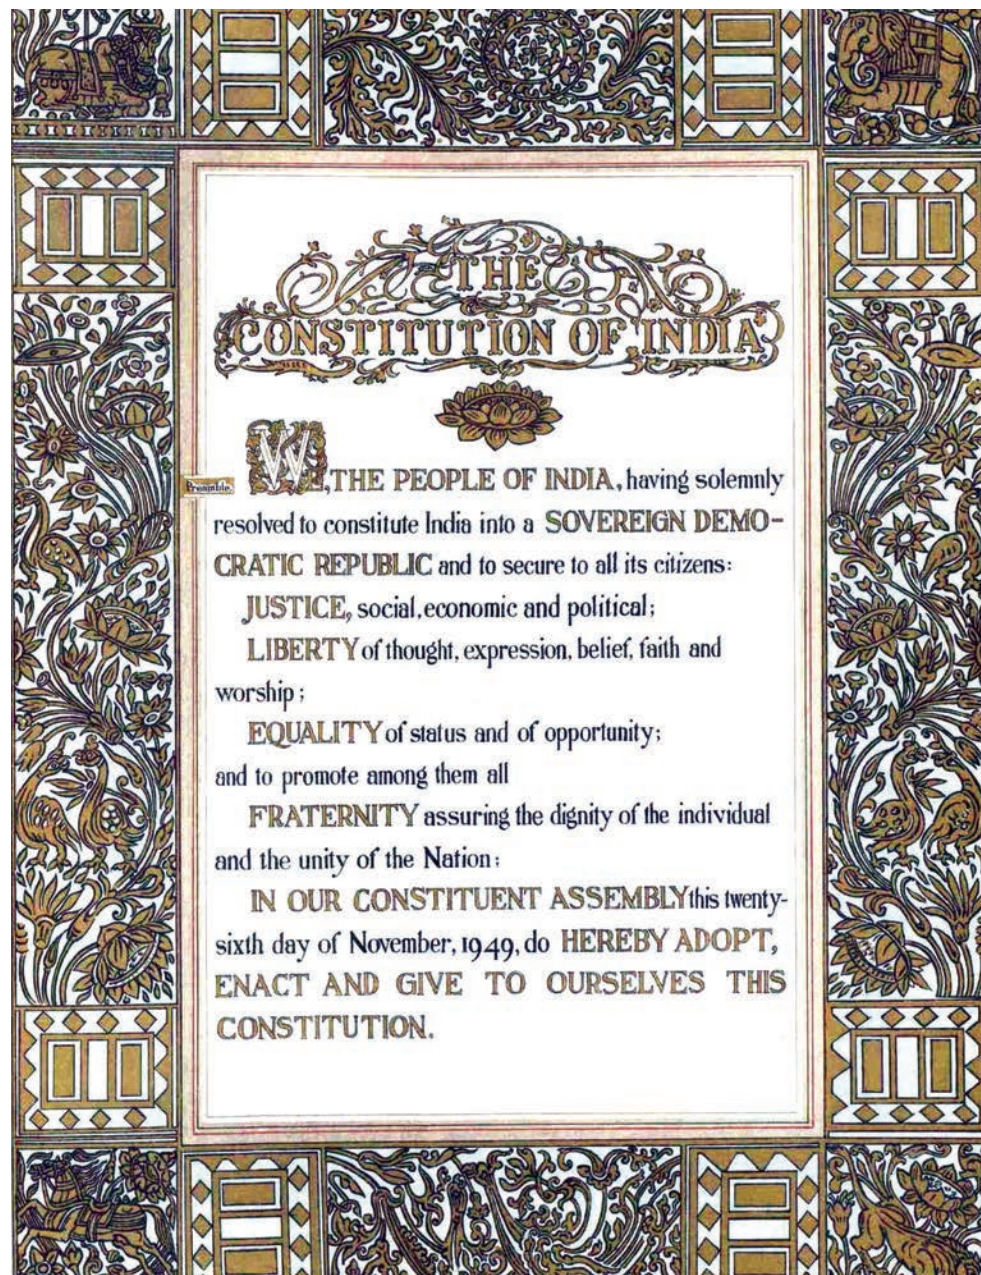 THE
CONSTITUTION OF INDIA
Preamble.
WE, THE PEOPLE OF INDIA, having solemnly
resolved to constitute India into a SOVEREIGN DEMO-
CRATIC REPUBLIC and to secure to all its citizens:
JUSTICE, social, economic and political;
LIBERTY of thought, expression, belief, faith and
worship;
EQUALITY of status and of opportunity;
and to promote among them all
FRATERNITY assuring the dignity of the individual
and the unity of the Nation;
IN OUR CONSTITUENT ASSEMBLY this twenty-
sixth day of November, 1949, do HEREBY ADOPT,
ENACT AND GIVE TO OURSELVES THIS
CONSTITUTION.